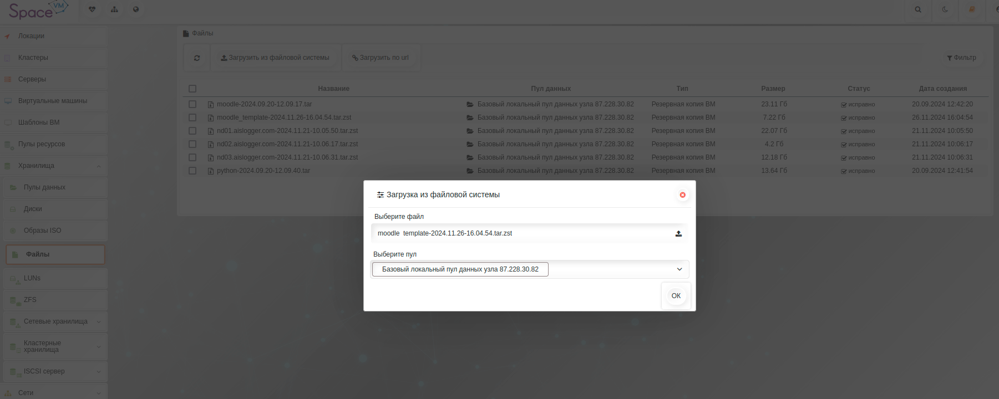 Space VM
Локации
Кластеры
Серверы
Виртуальные машины
Шаблоны ВМ
Пулы ресурсов
Хранилища
Пулы данных
Диски
Образы ISO
Файлы
LUNs
ZFS
Сетевые хранилища
Кластерные
хранилища
ISCSI сервер
Сети
Файлы
Загрузить из файловой системы Загрузить по url Фильтр
Название Пул данных Тип Размер Статус Дата создания
moodle-2024.09.20-12.09.17.tar Базовый локальный пул данных узла 87.228.30.82 Резервная копия ВМ 23.11 Гб исправно 20.09.2024 12:42:20
moodle_template-2024.11.26-16.04.54.tar.zst Базовый локальный пул данных узла 87.228.30.82 Резервная копия ВМ 7.22 Гб исправно 26.11.2024 16:04:54
nd01.aislogger.com-2024.11.21-10.05.50.tar.zst Базовый локальный пул данных узла 87.228.30.82 Резервная копия ВМ 22.07 Гб исправно 21.11.2024 10:05:50
nd02.aislogger.com-2024.11.21-10.06.17.tar.zst Базовый локальный пул данных узла 87.228.30.82 Резервная копия ВМ 4.2 Гб исправно 21.11.2024 10:06:17
nd03.aislogger.com-2024.11.21-10.06.31.tar.zst Базовый локальный пул данных узла 87.228.30.82 Резервная копия ВМ 12.18 Гб исправно 21.11.2024 10:06:31
python-2024.09.20-12.09.40.tar Базовый локальный пул данных узла 87.228.30.82 Резервная копия ВМ 13.64 Гб исправно 20.09.2024 12:41:54
Загрузка из файловой системы
Выберите файл
moodle_template-2024.11.26-16.04.54.tar.zst
Выберите пул
Базовый локальный пул данных узла 87.228.30.82
ОК